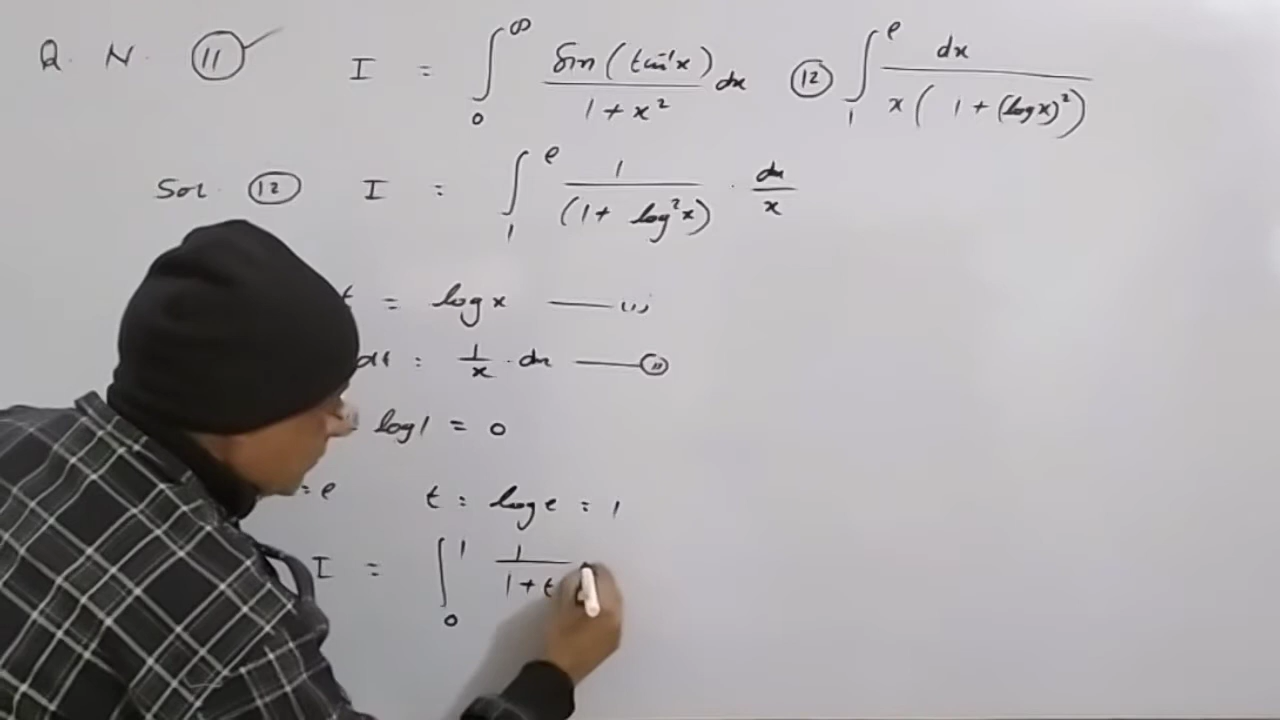 Q. N. (11) I = ∫₀^∞ sin(tan⁻¹x)/(1+x²) dx (12) ∫₁^e dx/(x(1+(log x)²))
Sol. (12) I = ∫₁^e 1/(1+ log²x) · dx/x
t = log x —— (i)
dt = 1/x · dx —— (ii)
log 1 = 0
= e t = log e = 1
I = ∫₀¹ 1/(1+t